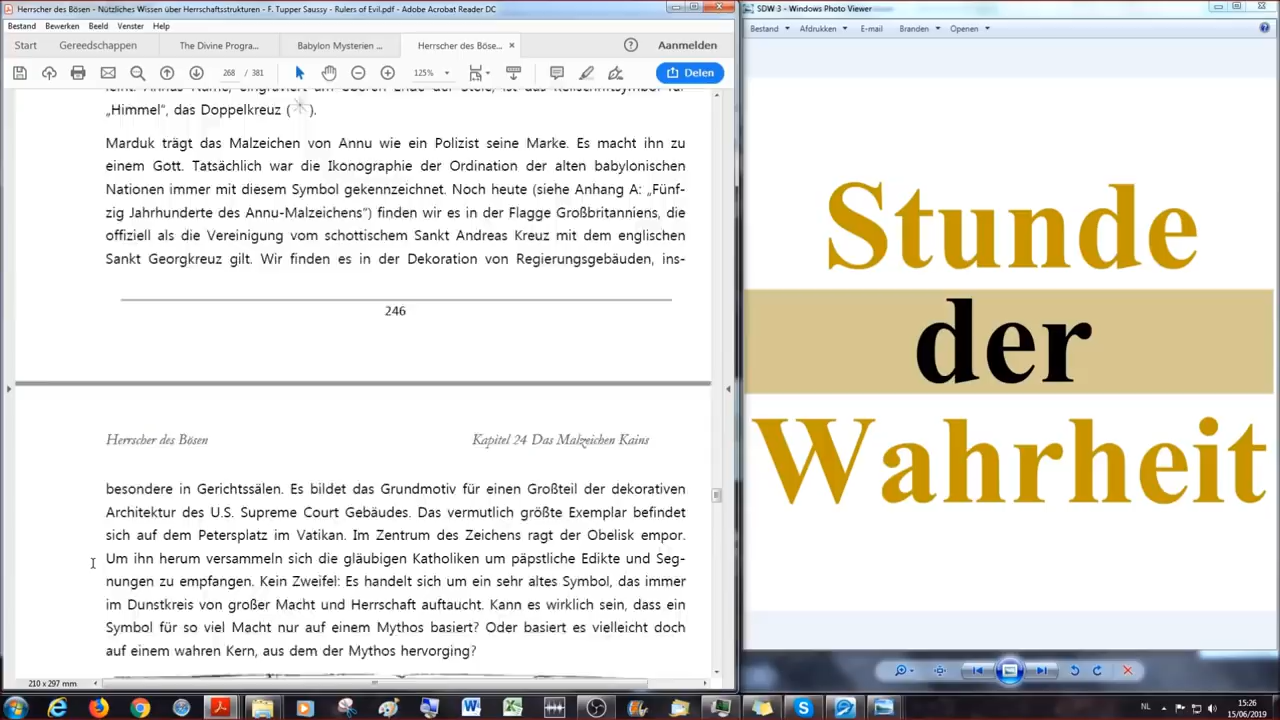 Herrscher des Bösen - Nützliches Wissen über Herrschaftsstrukturen - F. Tupper Saussy - Rulers of Evil.pdf - Adobe Acrobat Reader DC
Bestand Bewerken Beeld Venster Help
Start Gereedschappen The Divine Progra... Babylon Mysterien ... Herrscher des Böse... × Aanmelden
268 / 381 125% Delen
„Himmel“, das Doppelkreuz ( ).
Marduk trägt das Malzeichen von Annu wie ein Polizist seine Marke. Es macht ihn zu
einem Gott. Tatsächlich war die Ikonographie der Ordination der alten babylonischen
Nationen immer mit diesem Symbol gekennzeichnet. Noch heute (siehe Anhang A: „Fünf-
zig Jahrhunderte des Annu-Malzeichens“) finden wir es in der Flagge Großbritanniens, die
offiziell als die Vereinigung vom schottischem Sankt Andreas Kreuz mit dem englischen
Sankt Georgkreuz gilt. Wir finden es in der Dekoration von Regierungsgebäuden, ins-
246
Herrscher des Bösen Kapitel 24 Das Malzeichen Kains
besondere in Gerichtssälen. Es bildet das Grundmotiv für einen Großteil der dekorativen
Architektur des U.S. Supreme Court Gebäudes. Das vermutlich größte Exemplar befindet
sich auf dem Petersplatz im Vatikan. Im Zentrum des Zeichens ragt der Obelisk empor.
Um ihn herum versammeln sich die gläubigen Katholiken um päpstliche Edikte und Seg-
nungen zu empfangen. Kein Zweifel: Es handelt sich um ein sehr altes Symbol, das immer
im Dunstkreis von großer Macht und Herrschaft auftaucht. Kann es wirklich sein, dass ein
Symbol für so viel Macht nur auf einem Mythos basiert? Oder basiert es vielleicht doch
auf einem wahren Kern, aus dem der Mythos hervorging?
210 x 297 mm
SDW 3 - Windows Photo Viewer
Bestand Afdrukken E-mail Branden Openen
Stunde
der
Wahrheit
NL 15:26
15/06/2019